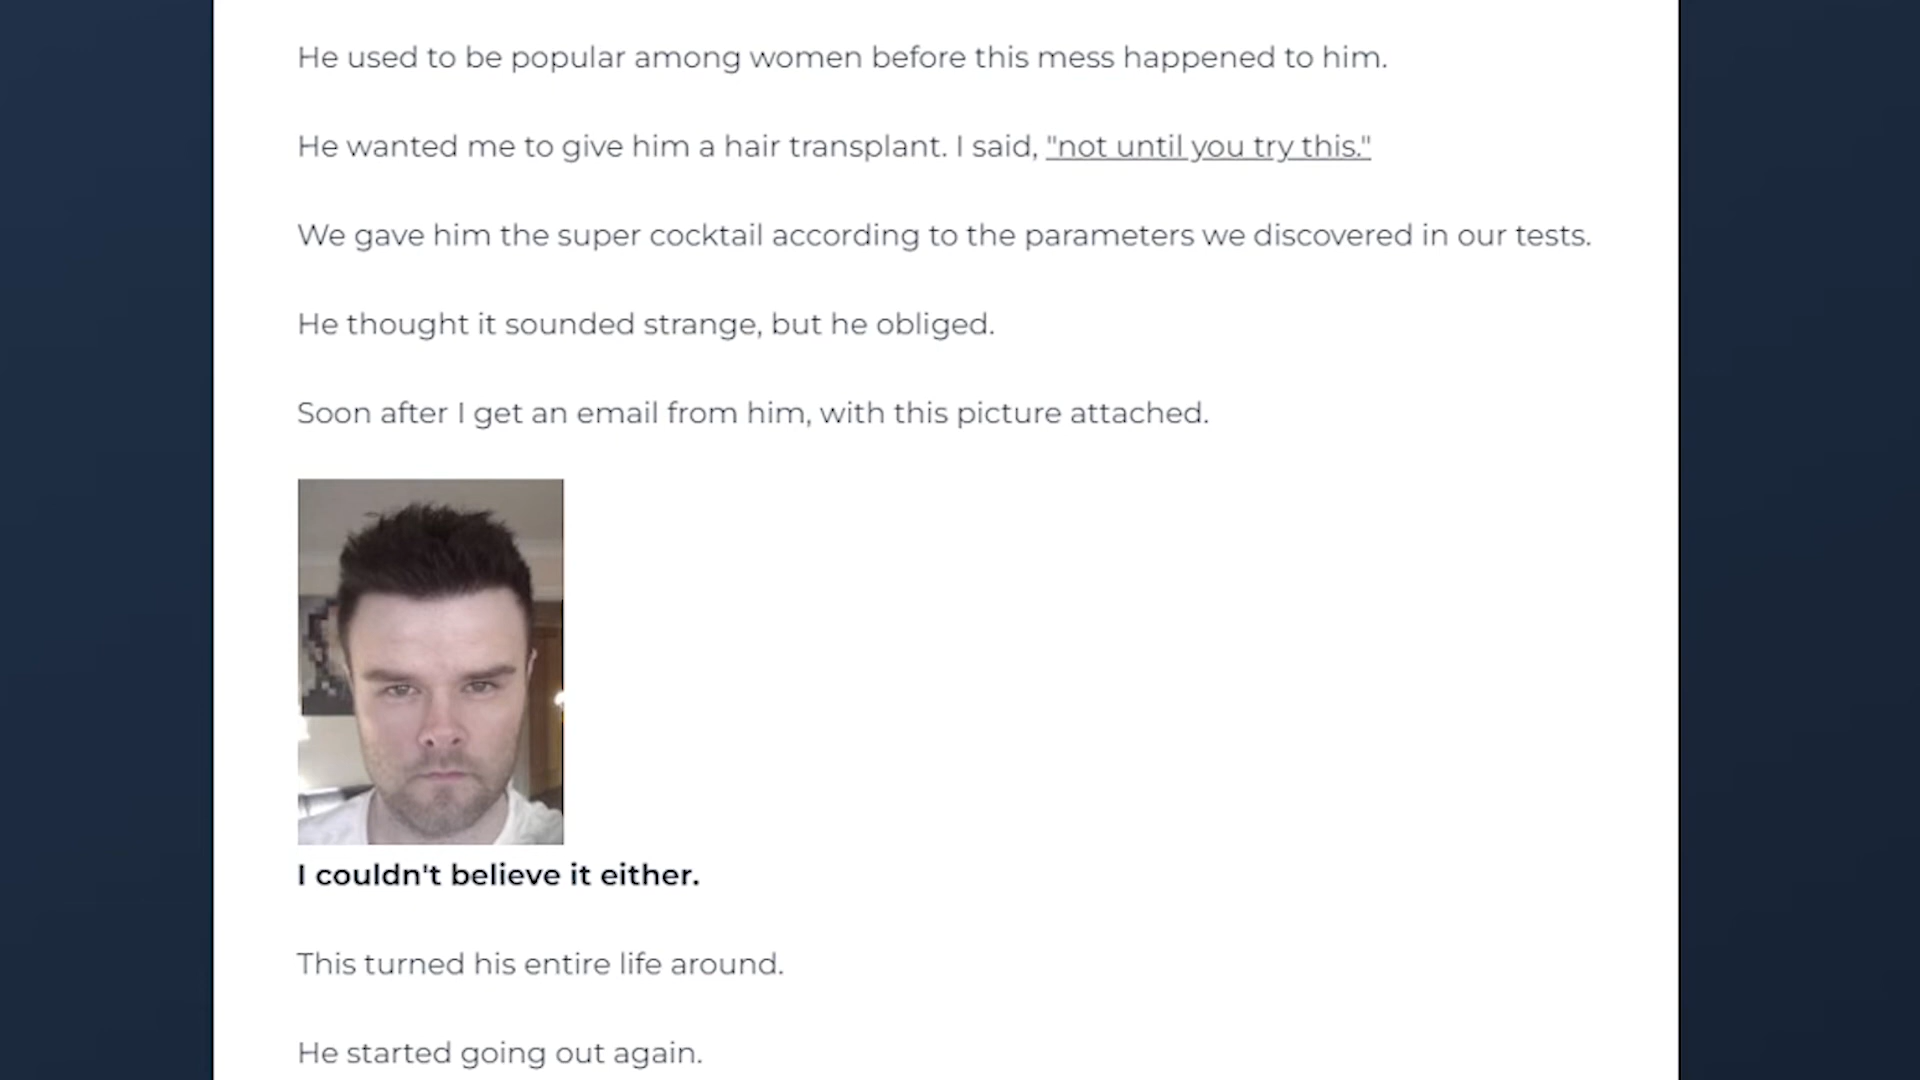 He used to be popular among women before this mess happened to him.
He wanted me to give him a hair transplant. I said, "not until you try this."
We gave him the super cocktail according to the parameters we discovered in our tests.
He thought it sounded strange, but he obliged.
Soon after I get an email from him, with this picture attached.
I couldn't believe it either.
This turned his entire life around.
He started going out again.